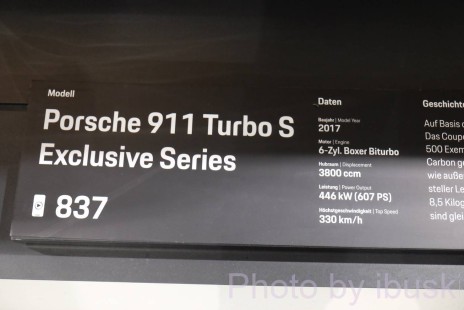 Modell
Porsche 911 Turbo S
Exclusive Series
837
Daten
Baujahr | Model Year
2017
Motor | Engine
6-Zyl. Boxer Biturbo
Hubraum | Displacement
3800 ccm
Leistung | Power Output
446 kW (607 PS)
Höchstgeschwindigkeit | Top Speed
330 km/h
Geschichte
Auf Basis d
Das Coupé
500 Exem
Carbon g
wie auße
steller Le
8,5 Kilog
sind glei
Photo by ibusk